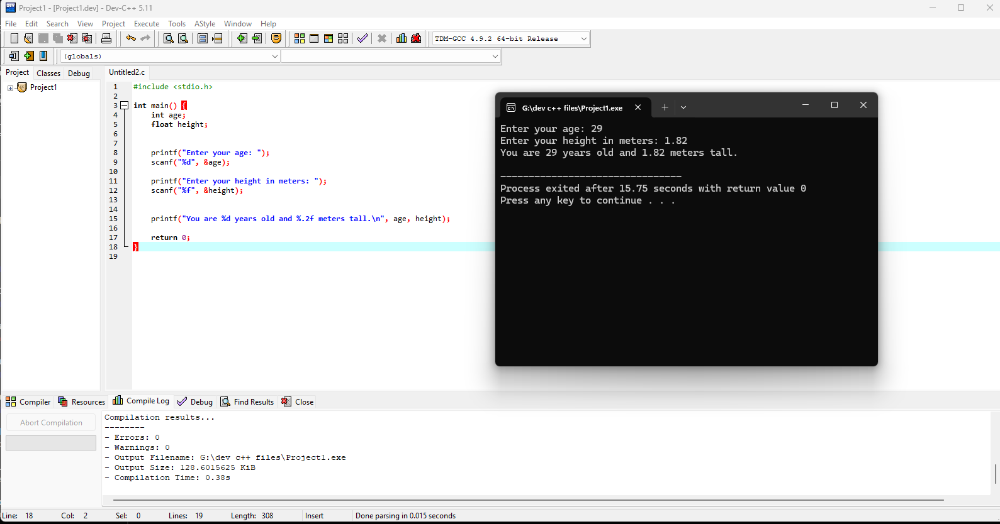 Project1 - [Project1.dev] - Dev-C++ 5.11
File Edit Search View Project Execute Tools AStyle Window Help
TDM-GCC 4.9.2 64-bit Release
(globals)
Project Classes Debug
Project1
Untitled2.c
1 #include <stdio.h>
2
3 int main() {
4 int age;
5 float height;
6
7
8 printf("Enter your age: ");
9 scanf("%d", &age);
10
11 printf("Enter your height in meters: ");
12 scanf("%f", &height);
13
14
15 printf("You are %d years old and %.2f meters tall.\n", age, height);
16
17 return 0;
18 }
19
G:\dev c++ files\Project1.exe
Enter your age: 29
Enter your height in meters: 1.82
You are 29 years old and 1.82 meters tall.
--------------------------------
Process exited after 15.75 seconds with return value 0
Press any key to continue . . .
Compiler Resources Compile Log Debug Find Results Close
Abort Compilation
Compilation results...
--------
- Errors: 0
- Warnings: 0
- Output Filename: G:\dev c++ files\Project1.exe
- Output Size: 128.6015625 KiB
- Compilation Time: 0.38s
Line: 18 Col: 2 Sel: 0 Lines: 19 Length: 308 Insert Done parsing in 0.015 seconds